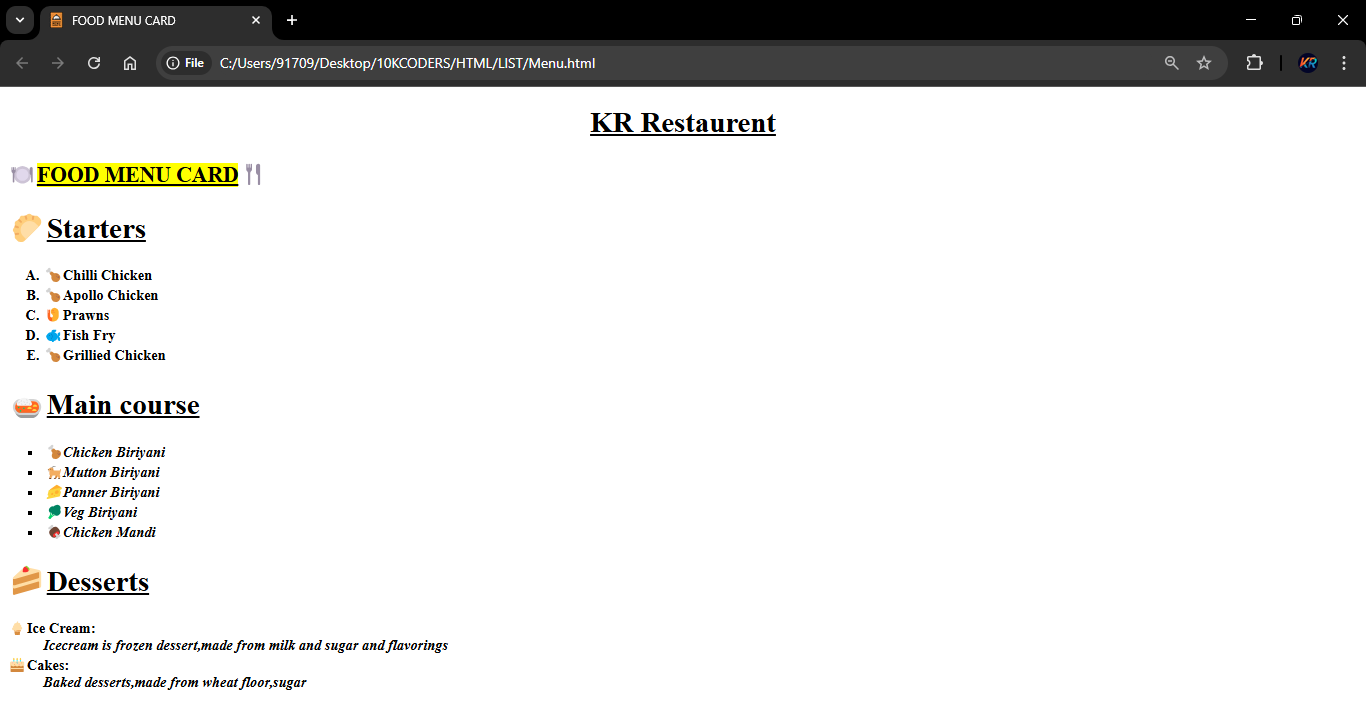 FOOD MENU CARD
File C:/Users/91709/Desktop/10KCODERS/HTML/LIST/Menu.html
KR
KR Restaurent
FOOD MENU CARD
Starters
A. Chilli Chicken
B. Apollo Chicken
C. Prawns
D. Fish Fry
E. Grillied Chicken
Main course
Chicken Biriyani
Mutton Biriyani
Panner Biriyani
Veg Biriyani
Chicken Mandi
Desserts
Ice Cream:
Icecream is frozen dessert,made from milk and sugar and flavorings
Cakes:
Baked desserts,made from wheat floor,sugar